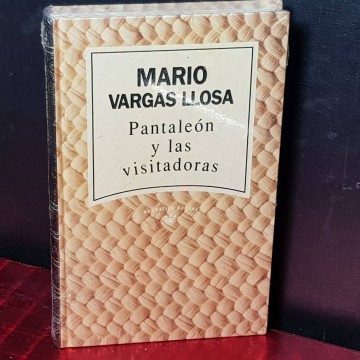 MARIO
VARGAS LLOSA
Pantaleón
y las
visitadoras